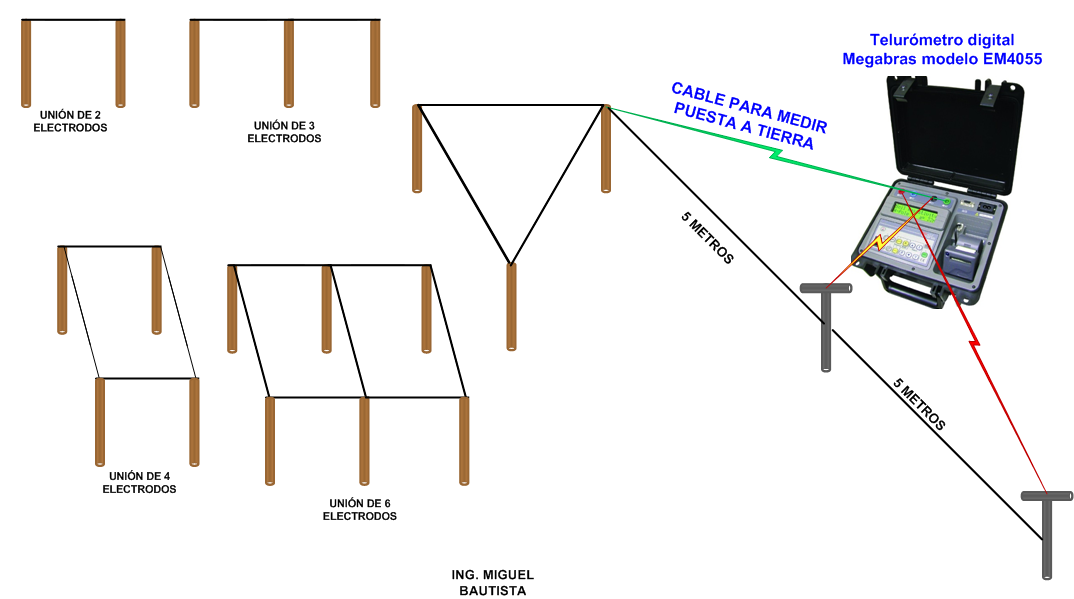 Telurómetro digital
Megabras modelo EM4055
CABLE PARA MEDIR
PUESTA A TIERRA
UNIÓN DE 2
ELECTRODOS
UNIÓN DE 3
ELECTRODOS
5 METROS
5 METROS
UNIÓN DE 4
ELECTRODOS
UNIÓN DE 6
ELECTRODOS
ING. MIGUEL
BAUTISTA